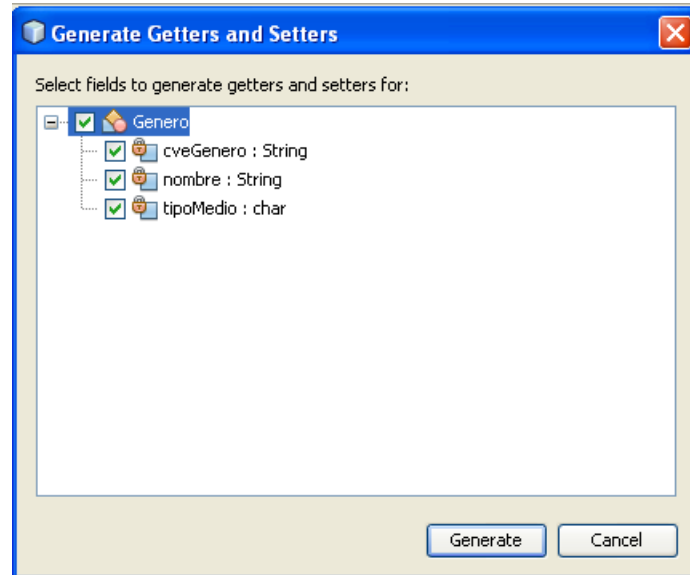 Generate Getters and Setters
Select fields to generate getters and setters for:
Genero
cveGenero : String
nombre : String
tipoMedio : char
Generate Cancel